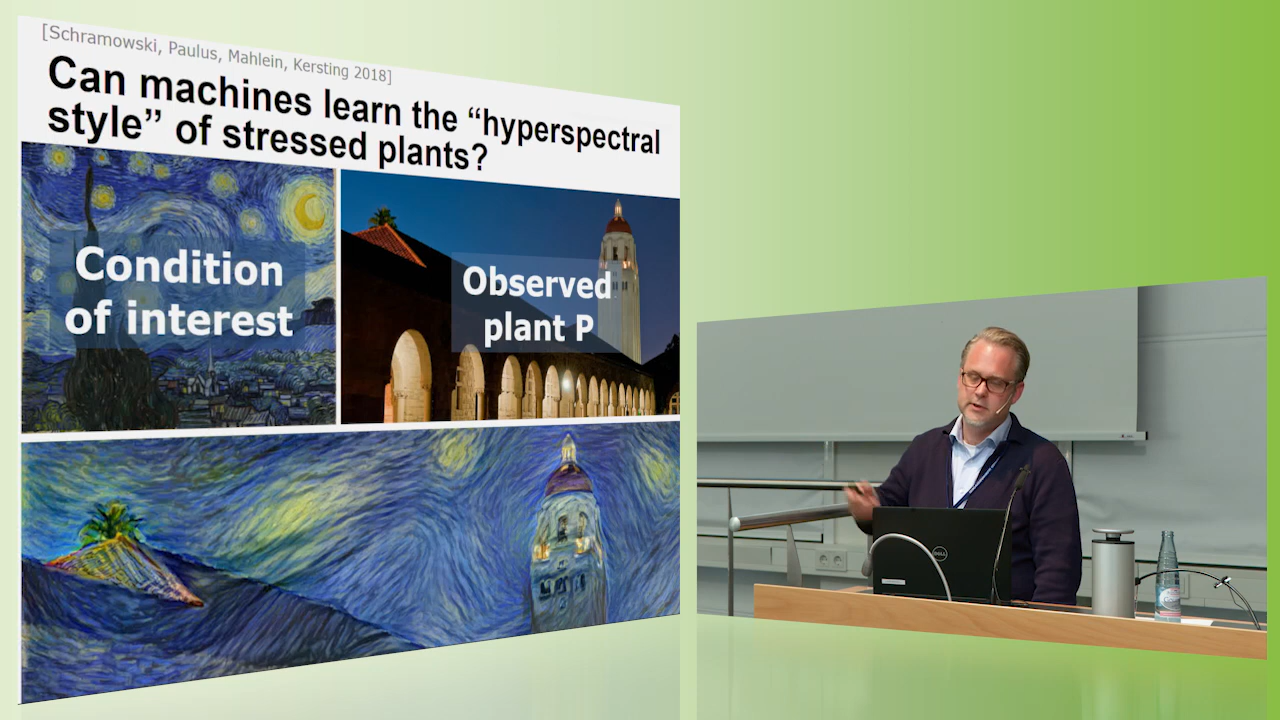 [Schramowski, Paulus, Mahlein, Kersting 2018]
Can machines learn the “hyperspectral
style” of stressed plants?
Condition
of interest
Observed
plant P
DELL